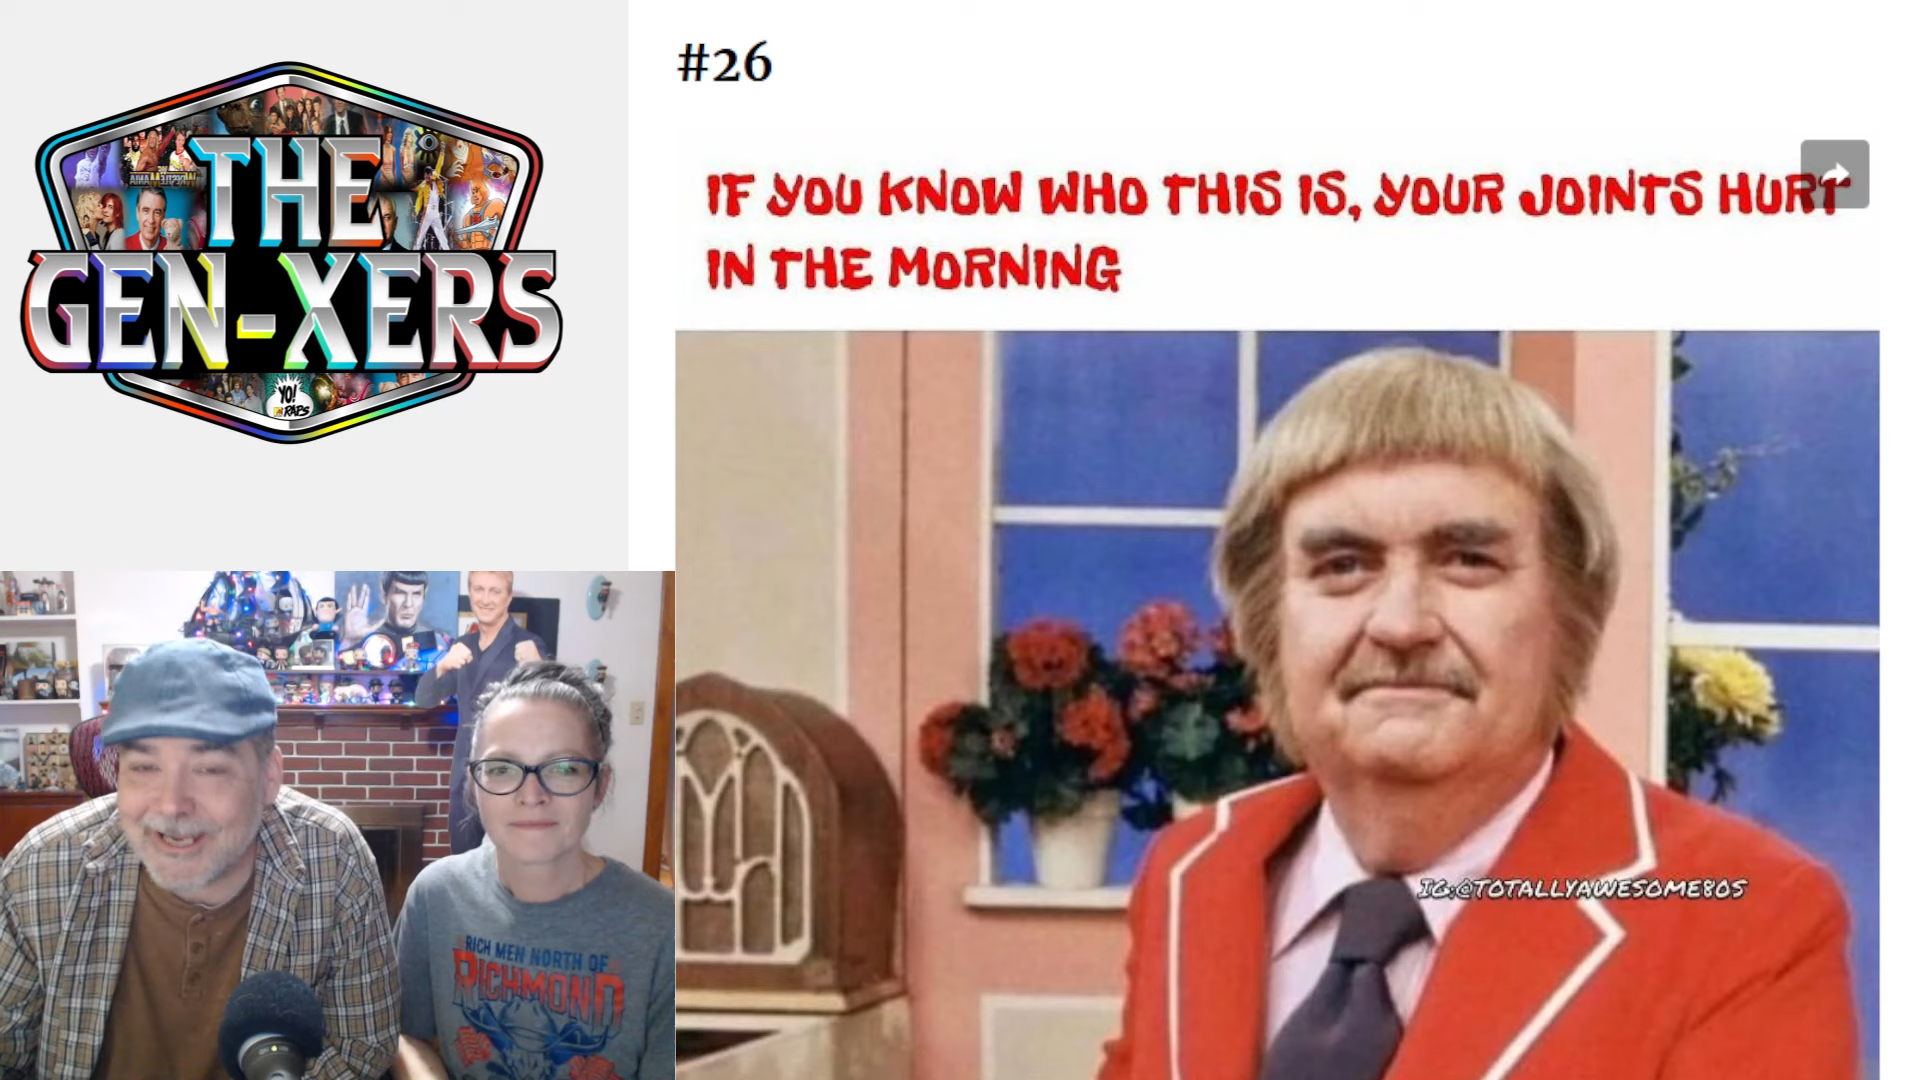 THE
GEN-XERS
YO!
RAPS
#26
IF YOU KNOW WHO THIS IS, YOUR JOINTS HURT
IN THE MORNING
IG:@TOTALLYAWESOME80S
RICH MEN NORTH OF
RICHMOND